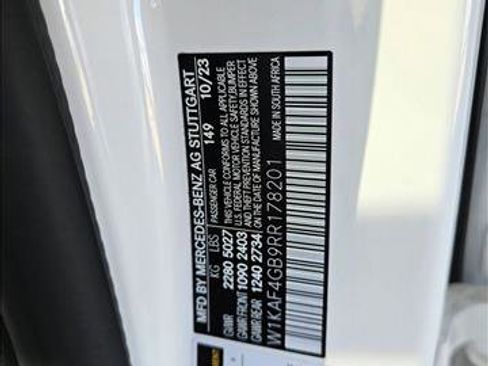 MFD BY MERCEDES-BENZ AG STUTTGART
PASSENGER CAR 149 10/23
KG LBS
GVWR 2280 5027
GAWR FRONT 1090 2403
GAWR REAR 1240 2734
THIS VEHICLE CONFORMS TO ALL APPLICABLE
U.S. FEDERAL MOTOR VEHICLE SAFETY,BUMPER
AND THEFT PREVENTION STANDARDS IN EFFECT
ON THE DATE OF MANUFACTURE SHOWN ABOVE
W1KAF4GB9RR178201
MADE IN SOUTH AFRICA